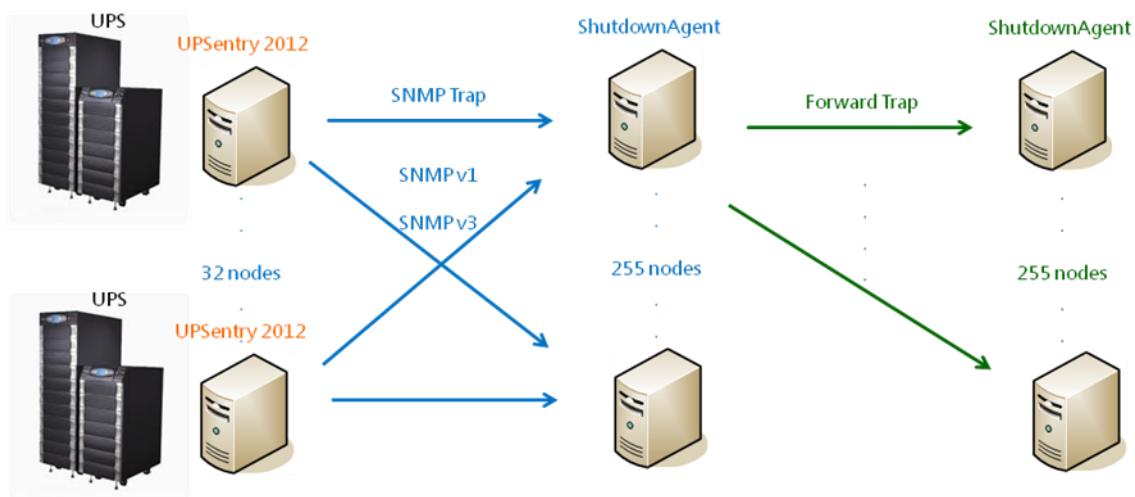 UPS
UPSentry 2012
ShutdownAgent
ShutdownAgent
SNMP Trap
Forward Trap
SNMP v1
SNMP v3
32 nodes
255 nodes
255 nodes
UPS
UPSentry 2012